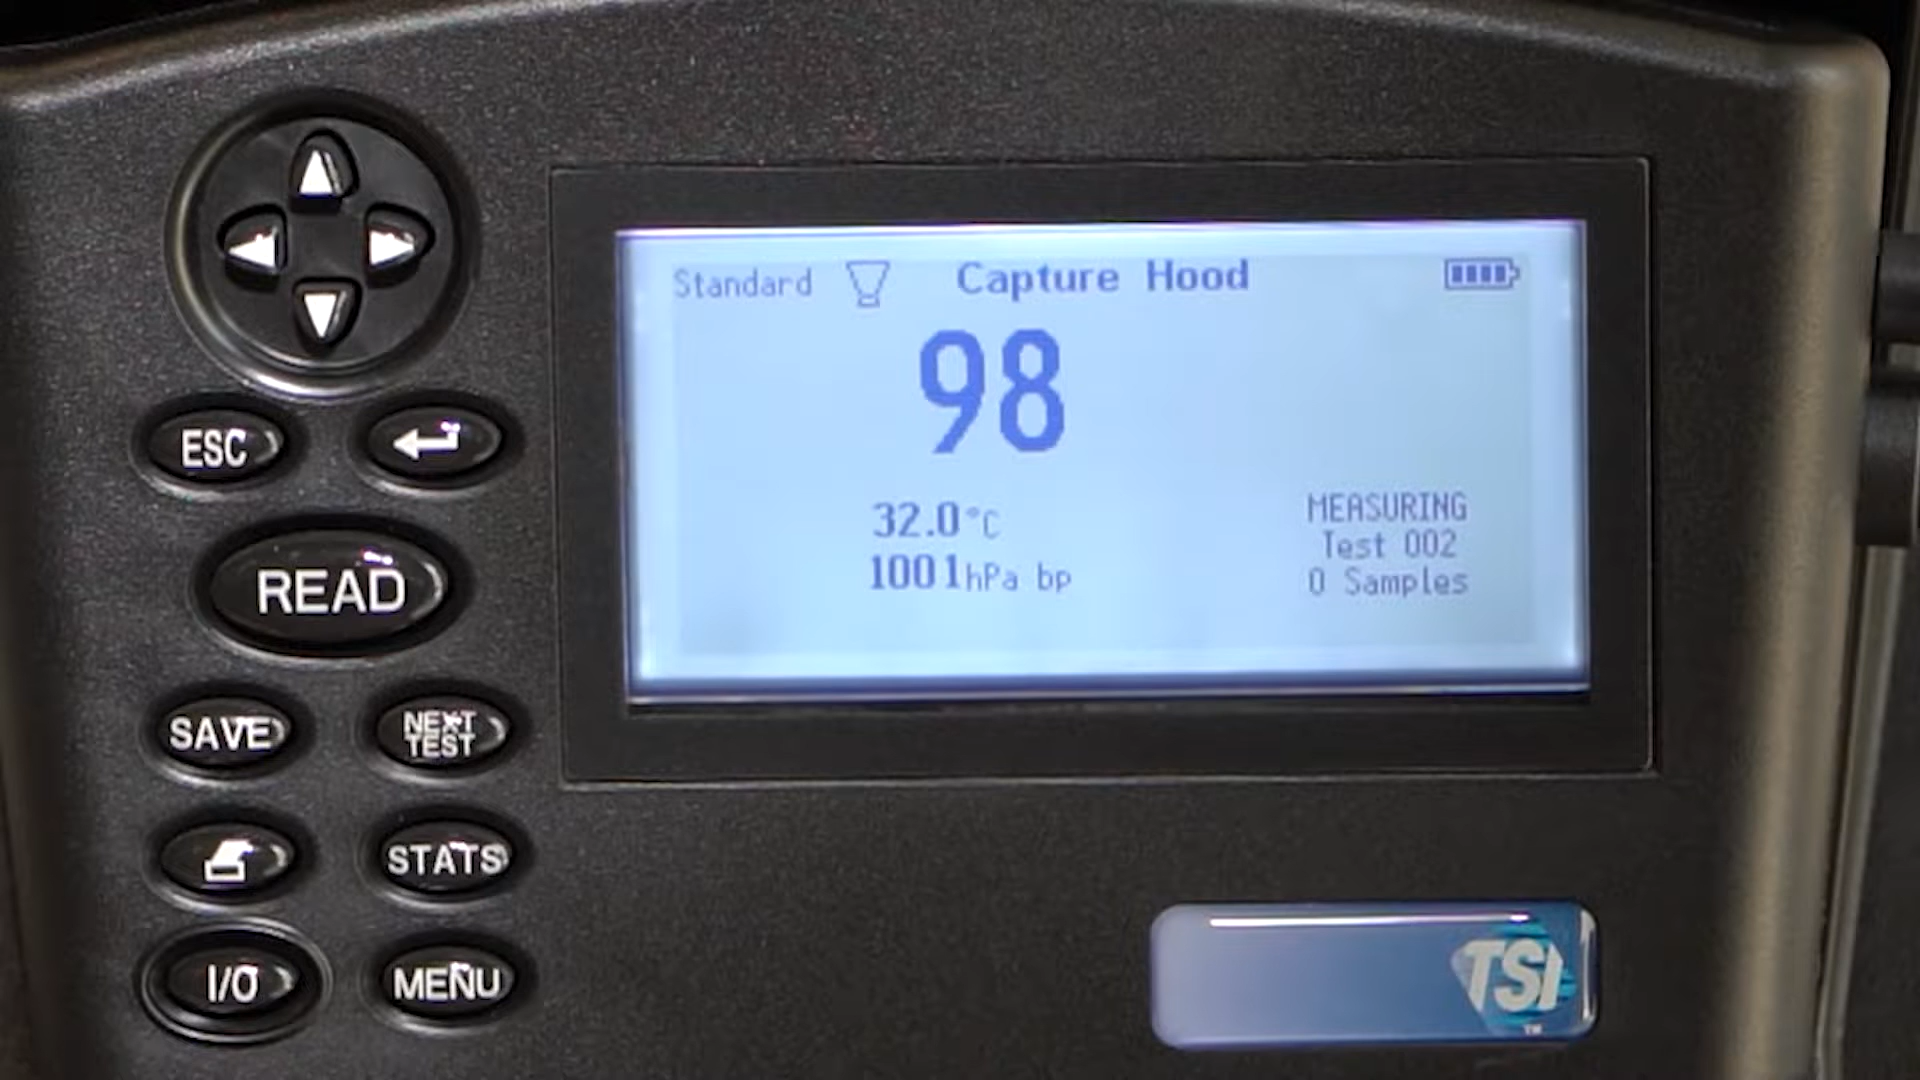 Standard Capture Hood
98
32.0°C
1001hPa bp
MEASURING
Test 002
0 Samples
ESC
READ
SAVE
NEXT
TEST
STATS
I/O
MENU
TSI
TM